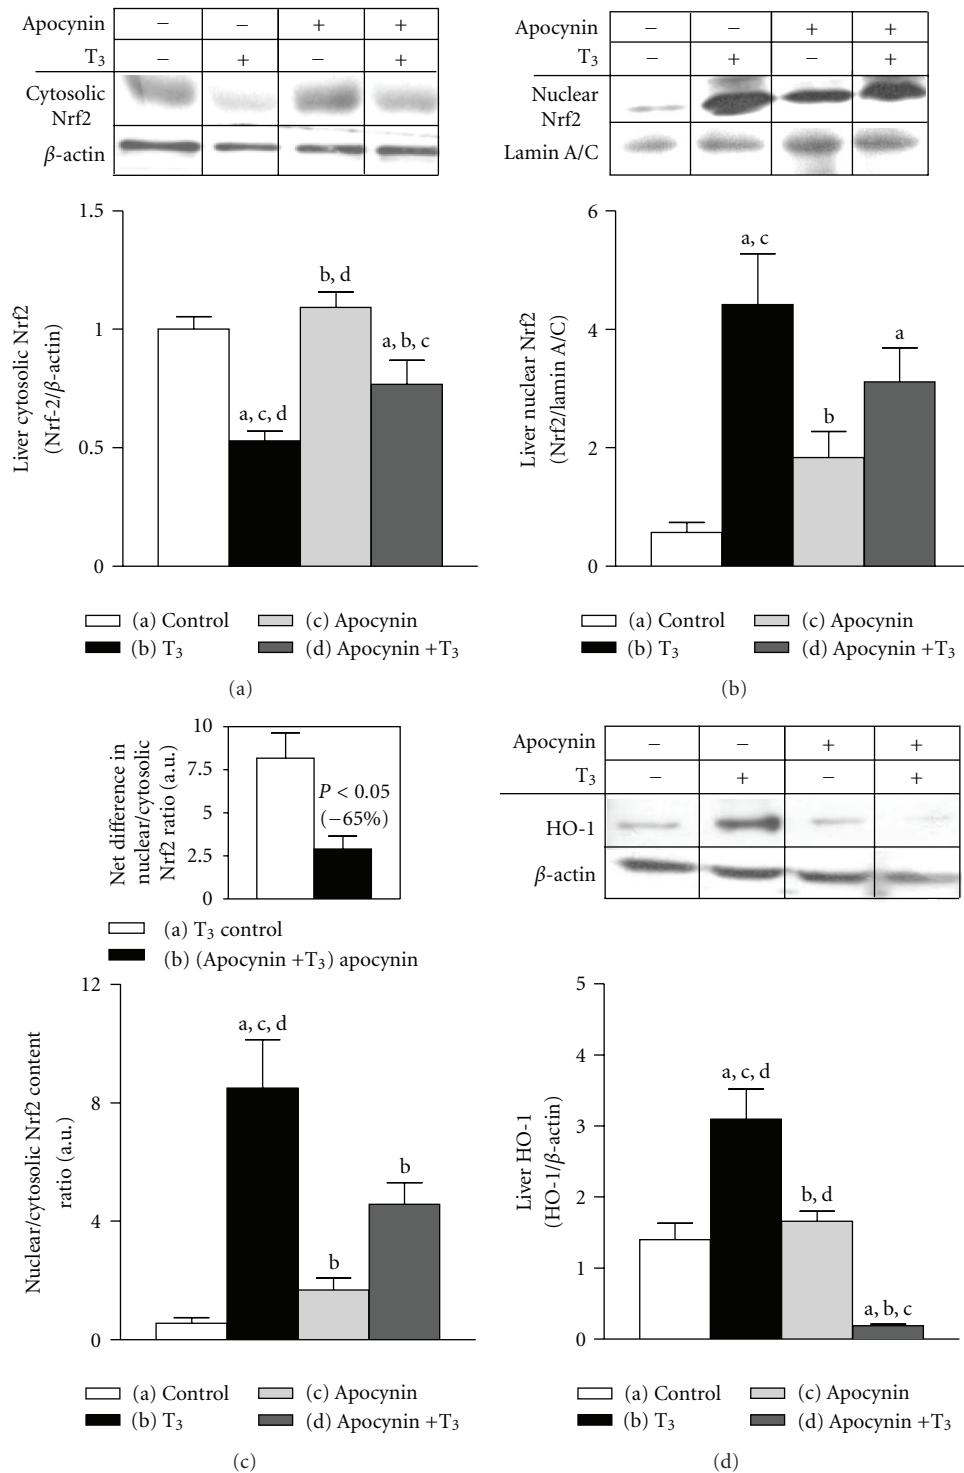 Apocynin − − + +
T3 − + − +
Cytosolic
Nrf2
β-actin
1.5
1
0.5
0
Liver cytosolic Nrf2
(Nrf-2/β-actin)
a, c, d
b, d
a, b, c
(a) Control
(c) Apocynin
(b) T3
(d) Apocynin +T3
(a)
Apocynin − − + +
T3 − + − +
Nuclear
Nrf2
Lamin A/C
6
4
2
0
Liver nuclear Nrf2
(Nrf2/lamin A/C)
a, c
b
a
(a) Control
(c) Apocynin
(b) T3
(d) Apocynin +T3
(b)
10
7.5
5
2.5
0
Net difference in
nuclear/cytosolic
Nrf2 ratio (a.u.)
P < 0.05
(−65%)
(a) T3 control
(b) (Apocynin +T3) apocynin
12
8
4
0
Nuclear/cytosolic Nrf2 content
ratio (a.u.)
a, c, d
b
b
(a) Control
(c) Apocynin
(b) T3
(d) Apocynin +T3
(c)
Apocynin − − + +
T3 − + − +
HO-1
β-actin
5
4
3
2
1
0
Liver HO-1
(HO-1/β-actin)
a, c, d
b, d
a, b, c
(a) Control
(c) Apocynin
(b) T3
(d) Apocynin +T3
(d)